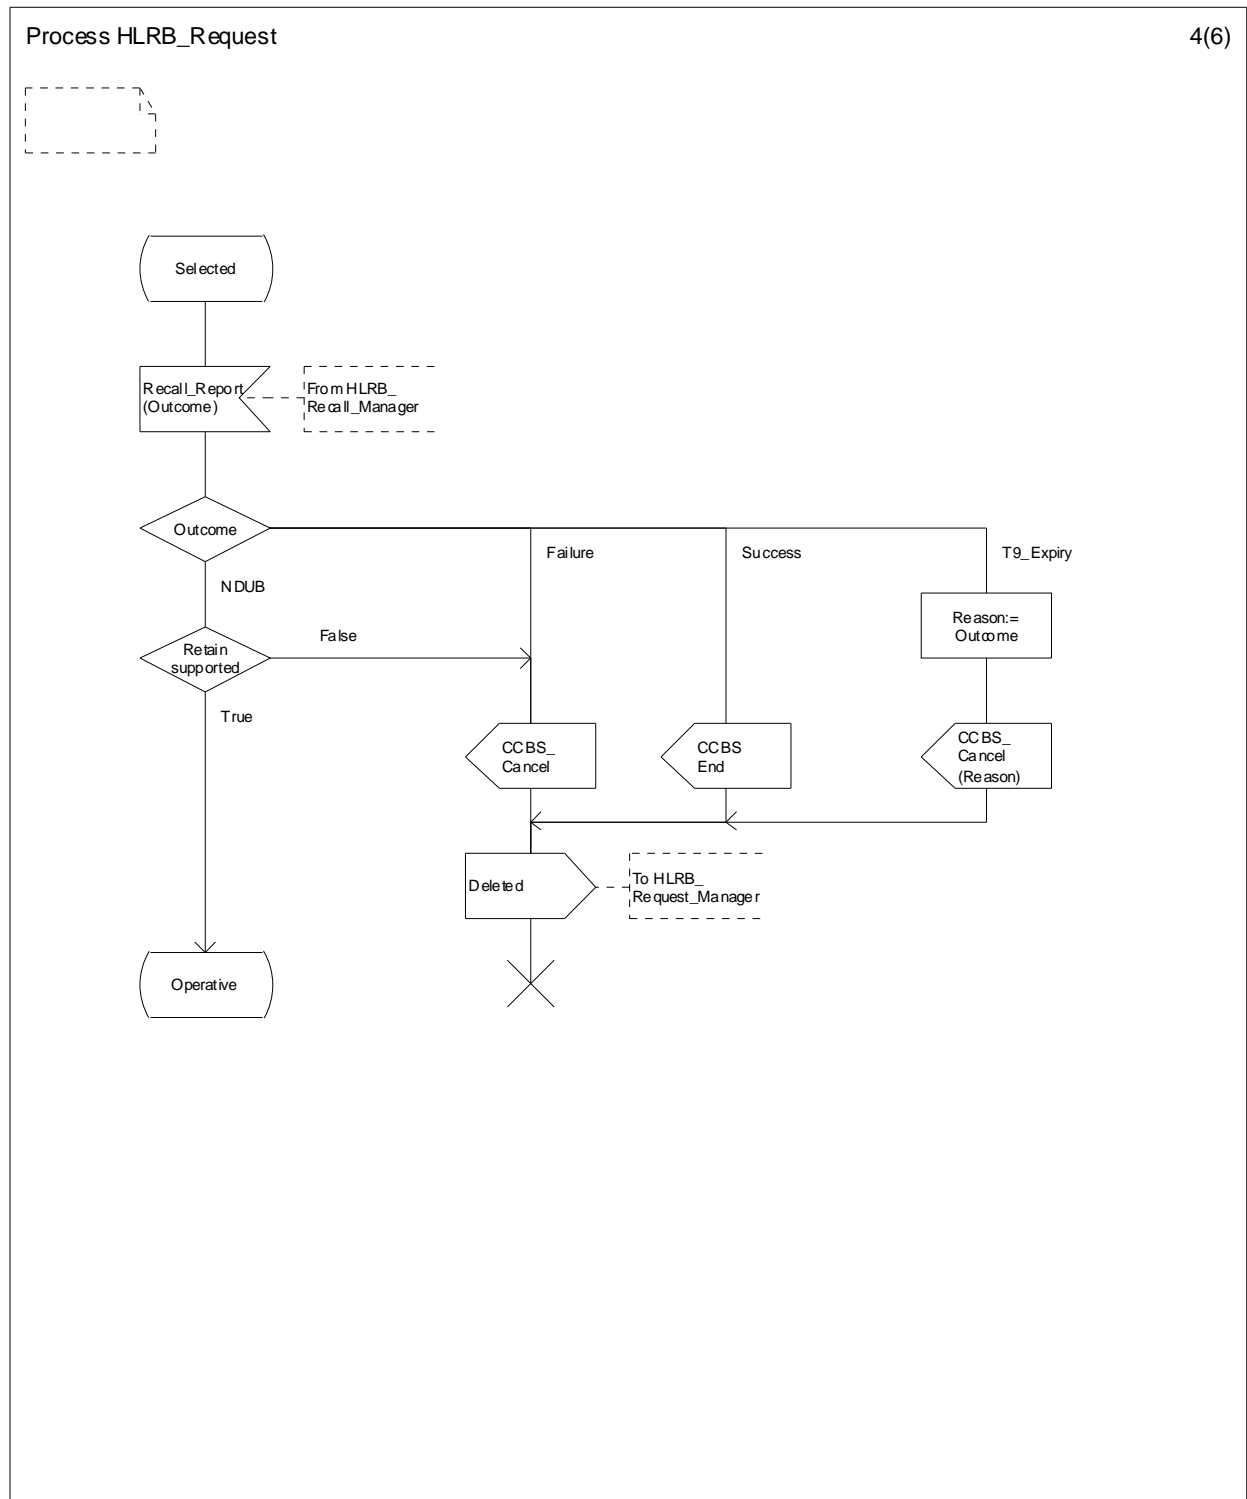 Process HLRB_Request
4(6)
Selected
Recall_Report
(Outcome)
From HLRB_
Recall_Manager
Outcome
Failure
Success
T9_Expiry
NDUB
Reason:=
Outcome
False
Retain
supported
True
CCBS_
Cancel
CCBS
End
CCBS_
Cancel
(Reason)
Deleted
To HLRB_
Request_Manager
Operative